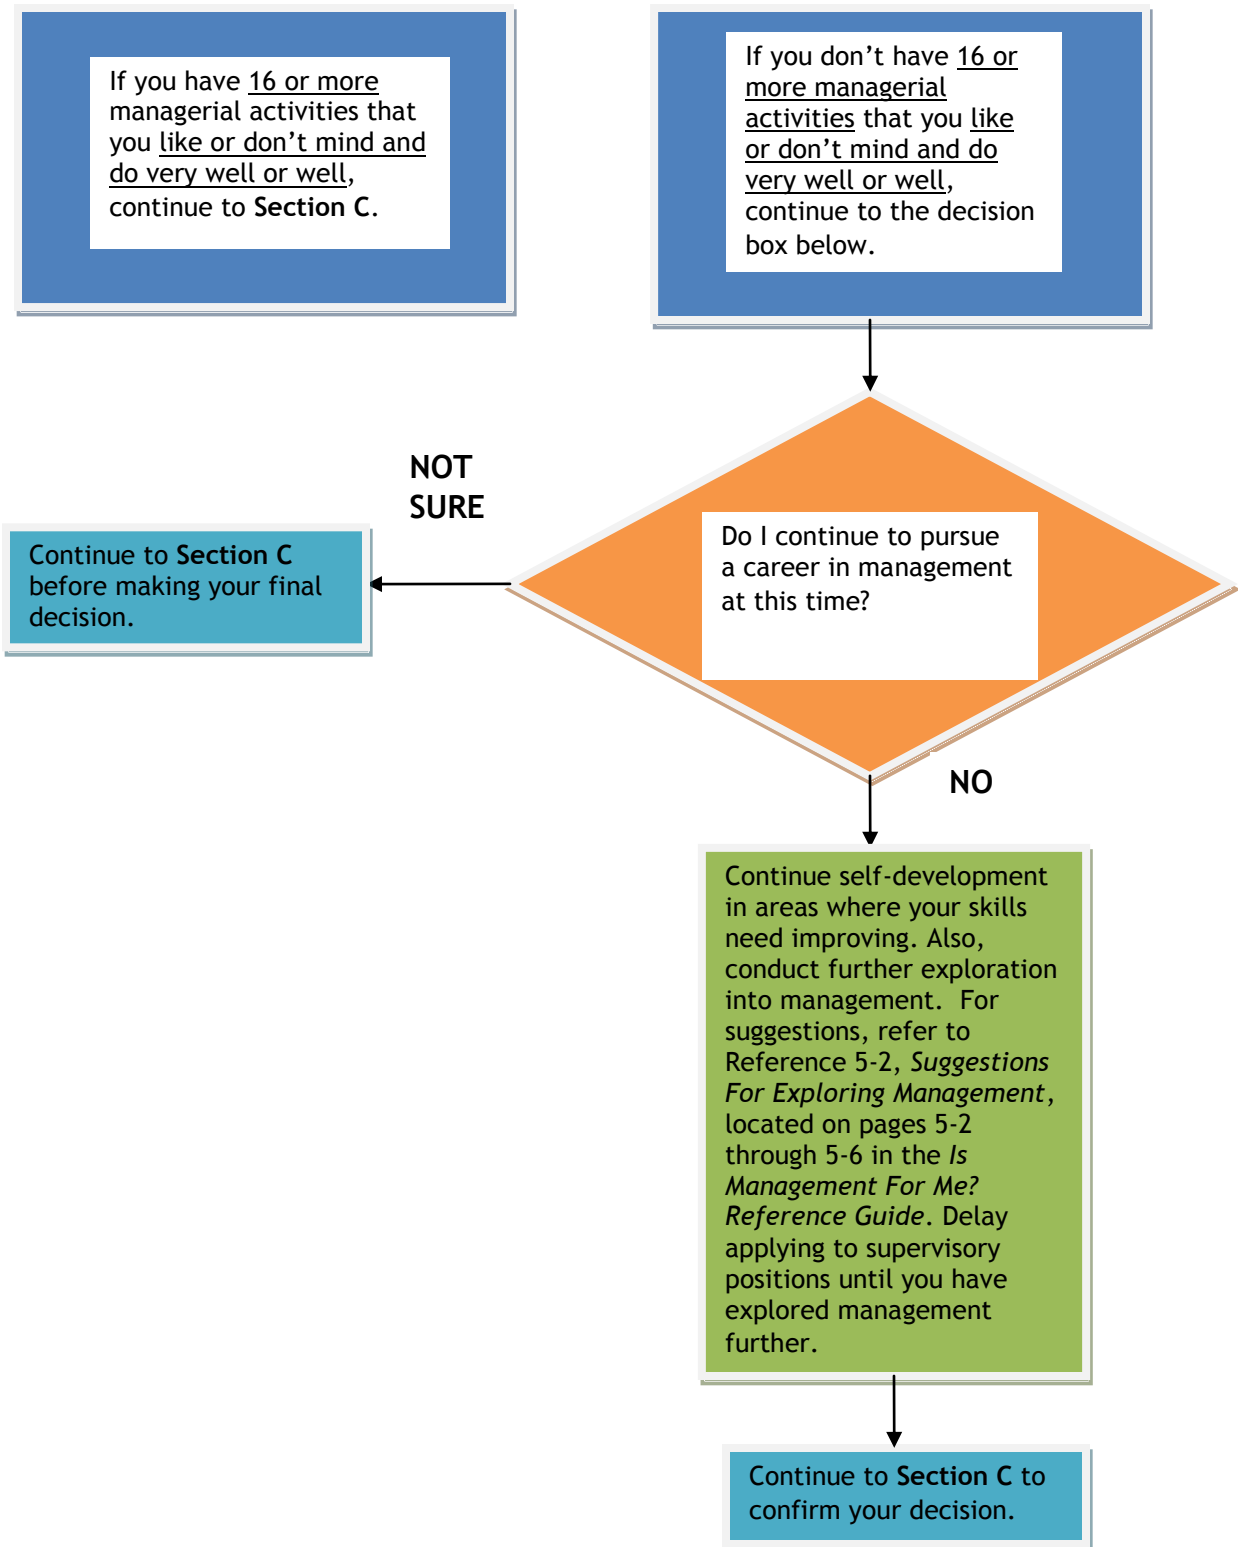 If you have 16 or more
managerial activities that
you like or don’t mind and
do very well or well,
continue to Section C.
If you don’t have 16 or
more managerial
activities that you like
or don’t mind and do
very well or well,
continue to the decision
box below.
NOT
SURE
Continue to Section C
before making your final
decision.
Do I continue to pursue
a career in management
at this time?
NO
Continue self-development
in areas where your skills
need improving. Also,
conduct further exploration
into management.  For
suggestions, refer to
Reference 5-2, Suggestions
For Exploring Management,
located on pages 5-2
through 5-6 in the Is
Management For Me?
Reference Guide. Delay
applying to supervisory
positions until you have
explored management
further.
Continue to Section C to
confirm your decision.